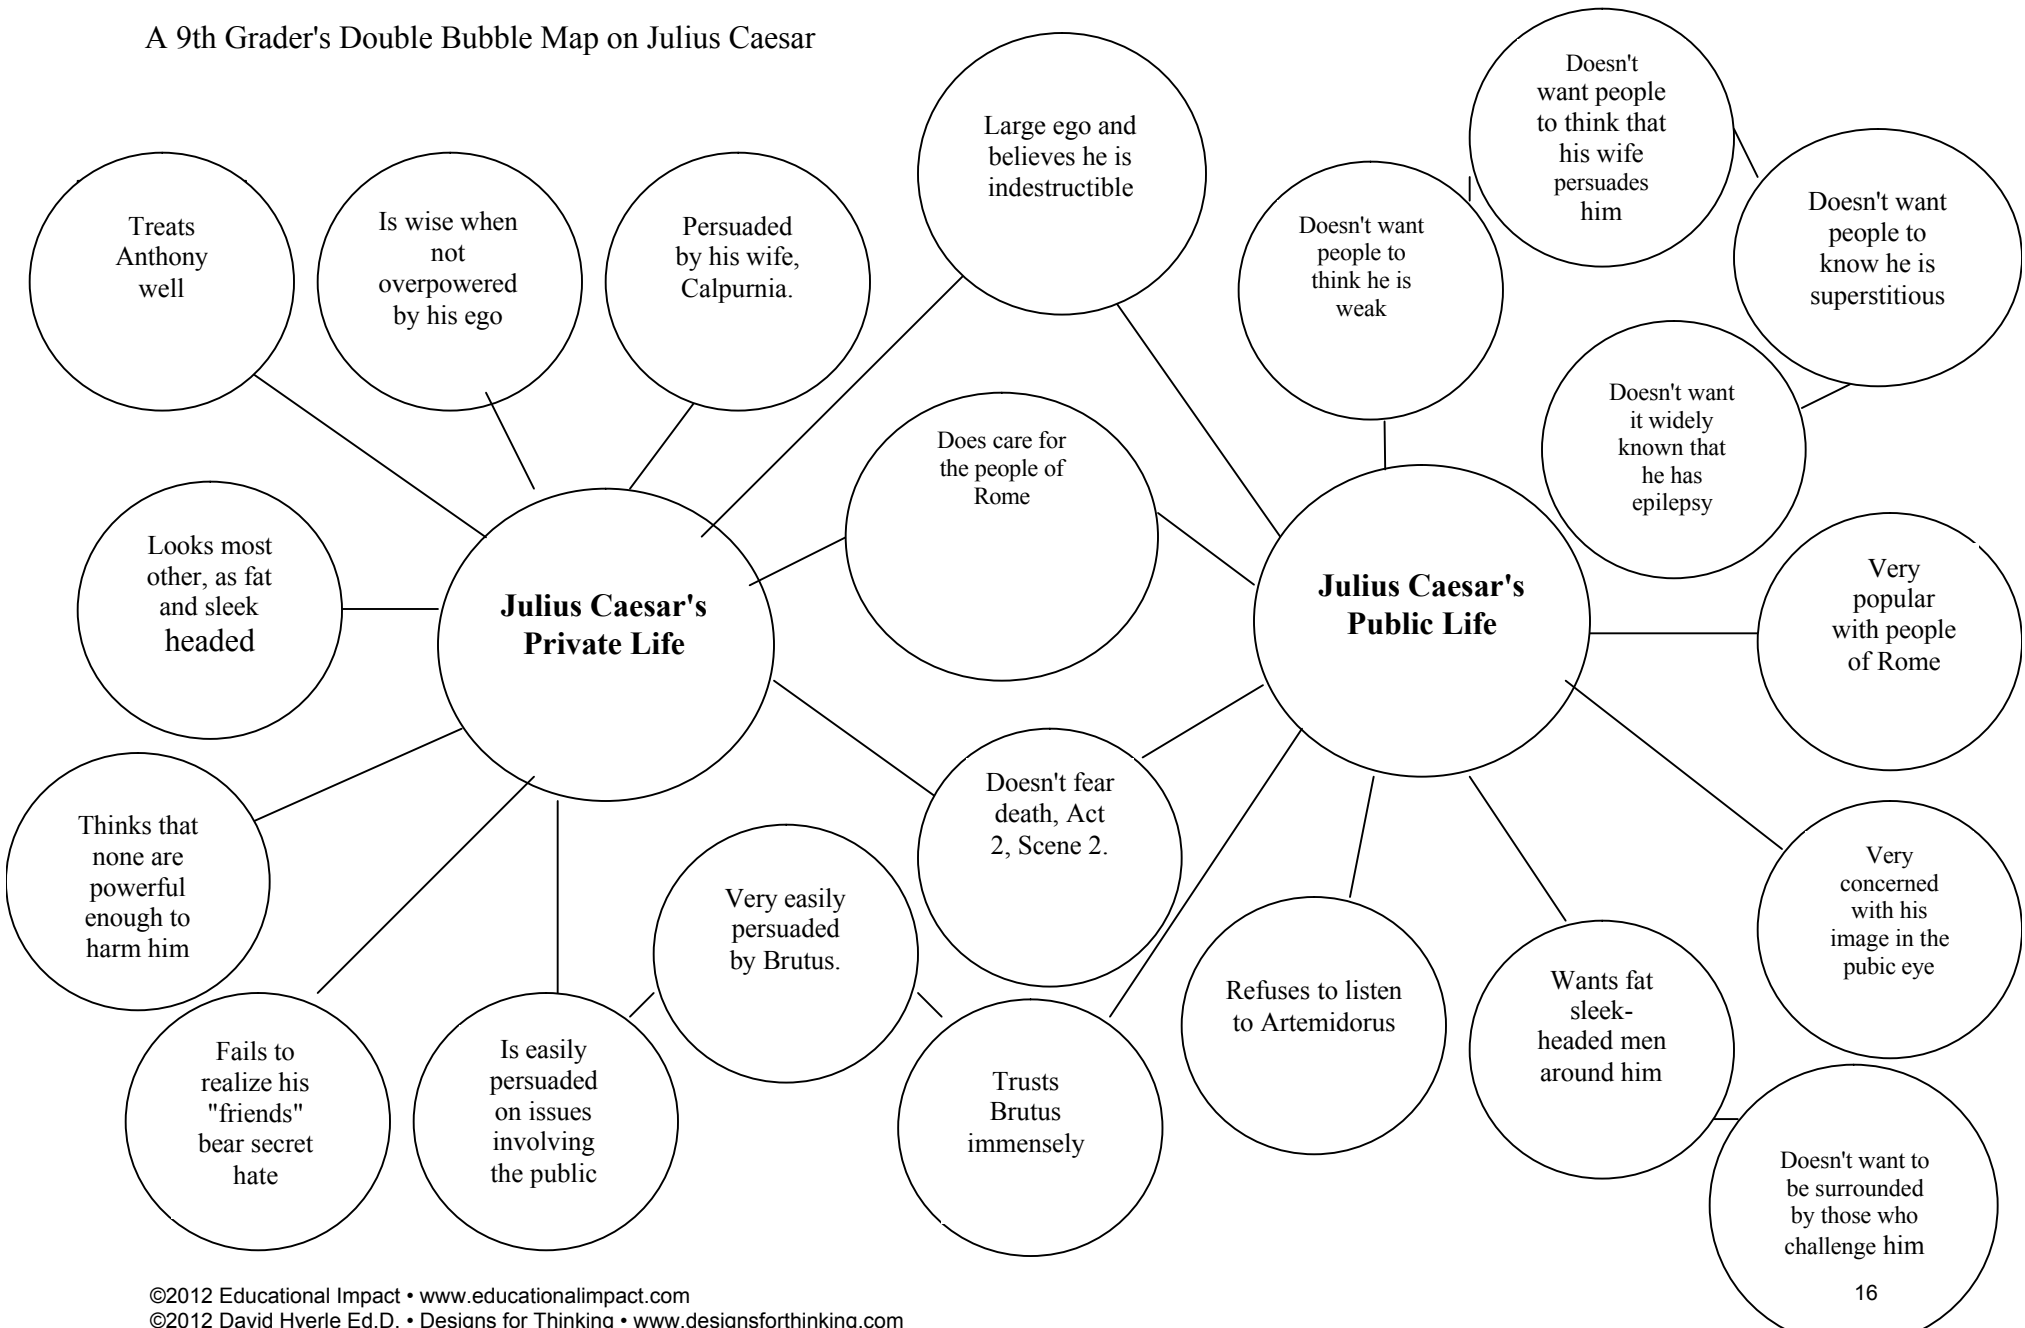 A 9th Grader's Double Bubble Map on Julius Caesar
Treats
Anthony
well
Is wise when
not
overpowered
by his ego
Persuaded
by his wife,
Calpurnia.
Large ego and
believes he is
indestructible
Doesn't want
people to
think he is
weak
Doesn't
want people
to think that
his wife
persuades
him
Doesn't want
people to
know he is
superstitious
Doesn't want
it widely
known that
he has
epilepsy
Does care for
the people of
Rome
Looks most
other, as fat
and sleek
headed
Julius Caesar's
Private Life
Julius Caesar's
Public Life
Very
popular
with people
of Rome
Thinks that
none are
powerful
enough to
harm him
Doesn't fear
death, Act
2, Scene 2.
Very easily
persuaded
by Brutus.
Very
concerned
with his
image in the
pubic eye
Fails to
realize his
"friends"
bear secret
hate
Is easily
persuaded
on issues
involving
the public
Trusts
Brutus
immensely
Refuses to listen
to Artemidorus
Wants fat
sleek-
headed men
around him
Doesn't want to
be surrounded
by those who
challenge him
©2012 Educational Impact • www.educationalimpact.com
©2012 David Hyerle Ed.D. • Designs for Thinking • www.designsforthinking.com
16